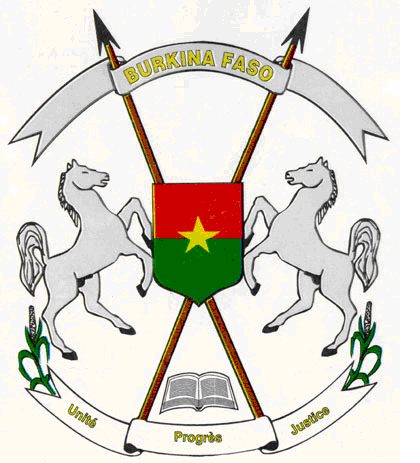 BURKINA FASO
Unité
Progrès
Justice